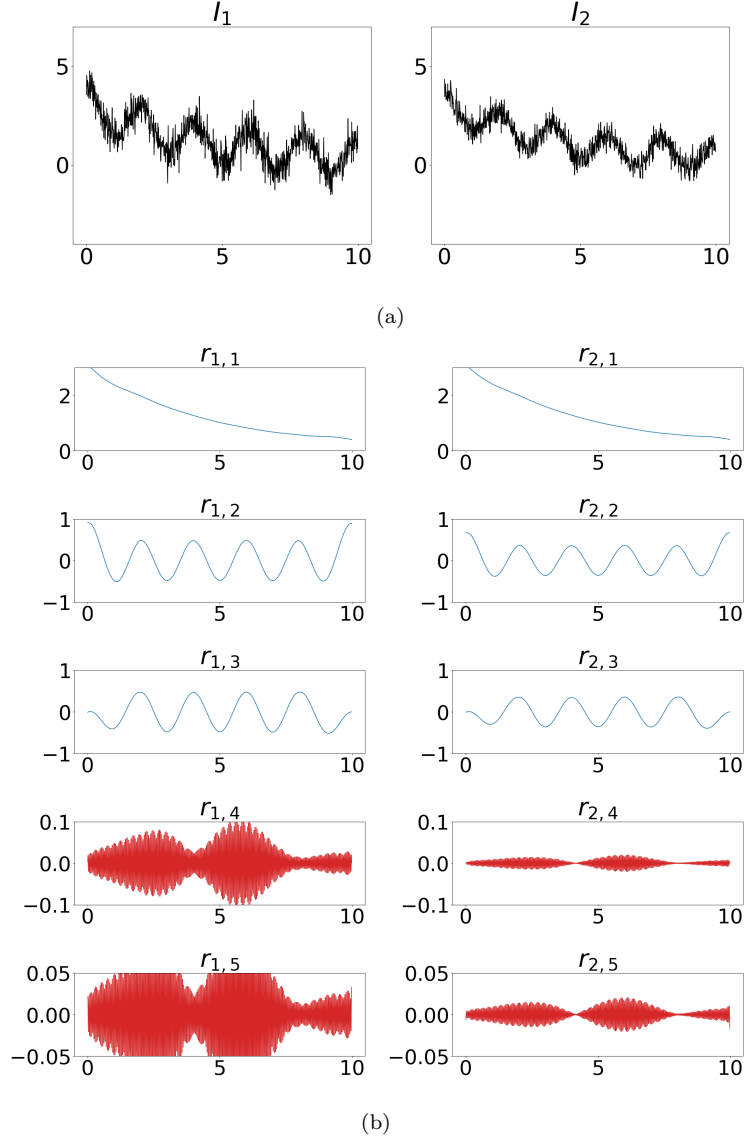 I₁ I₂
5 5
0 0
0 5 10 0 5 10
(a)
r₁,₁ r₂,₁
2 2
0 0
0 5 10 0 5 10
r₁,₂ r₂,₂
1 1
0 0
−1 −1
0 5 10 0 5 10
r₁,₃ r₂,₃
1 1
0 0
−1 −1
0 5 10 0 5 10
r₁,₄ r₂,₄
0.1 0.1
0.0 0.0
−0.1 −0.1
0 5 10 0 5 10
r₁,₅ r₂,₅
0.05 0.05
0.00 0.00
−0.05 −0.05
0 5 10 0 5 10
(b)